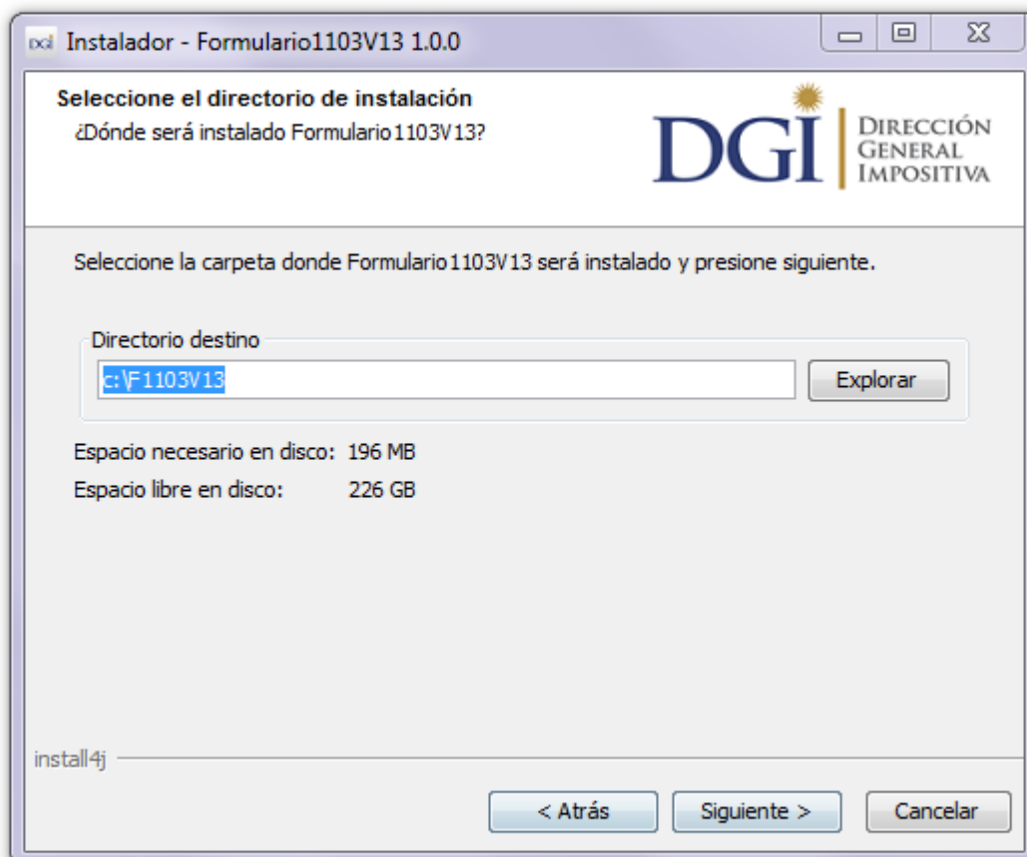 DGI Instalador - Formulario1103V13 1.0.0
Seleccione el directorio de instalación
¿Dónde será instalado Formulario1103V13?
DGI DIRECCIÓN
GENERAL
IMPOSITIVA
Seleccione la carpeta donde Formulario1103V13 será instalado y presione siguiente.
Directorio destino
c:\F1103V13 Explorar
Espacio necesario en disco: 196 MB
Espacio libre en disco: 226 GB
install4j
< Atrás Siguiente > Cancelar